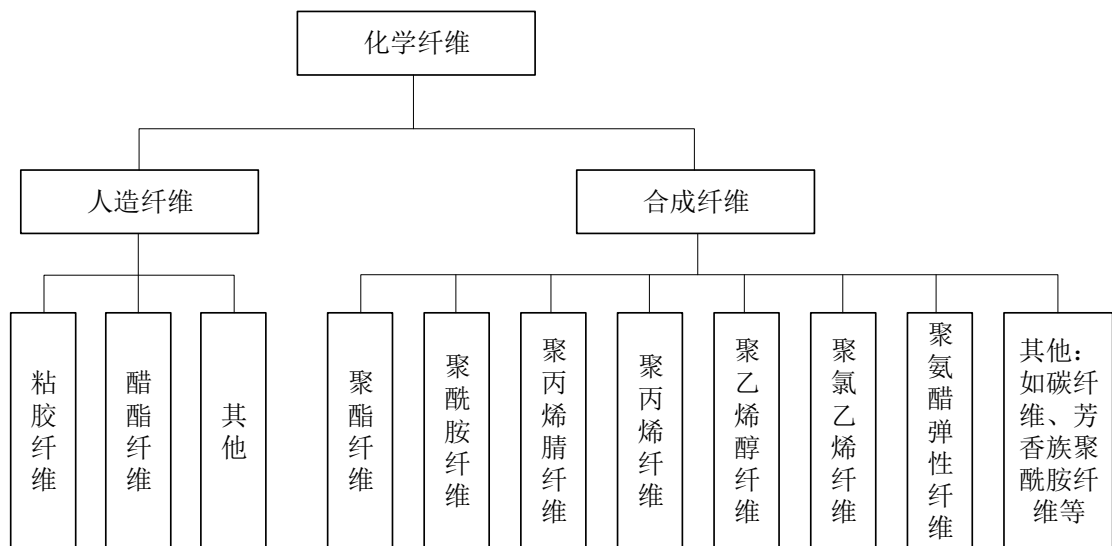 化学纤维
人造纤维
合成纤维
粘胶纤维
醋酯纤维
其他
聚酯纤维
聚酰胺纤维
聚丙烯腈纤维
聚丙烯纤维
聚乙烯醇纤维
聚氯乙烯纤维
聚氨醋弹性纤维
其他：
如碳纤
维、芳
香族聚
酰胺纤
维等